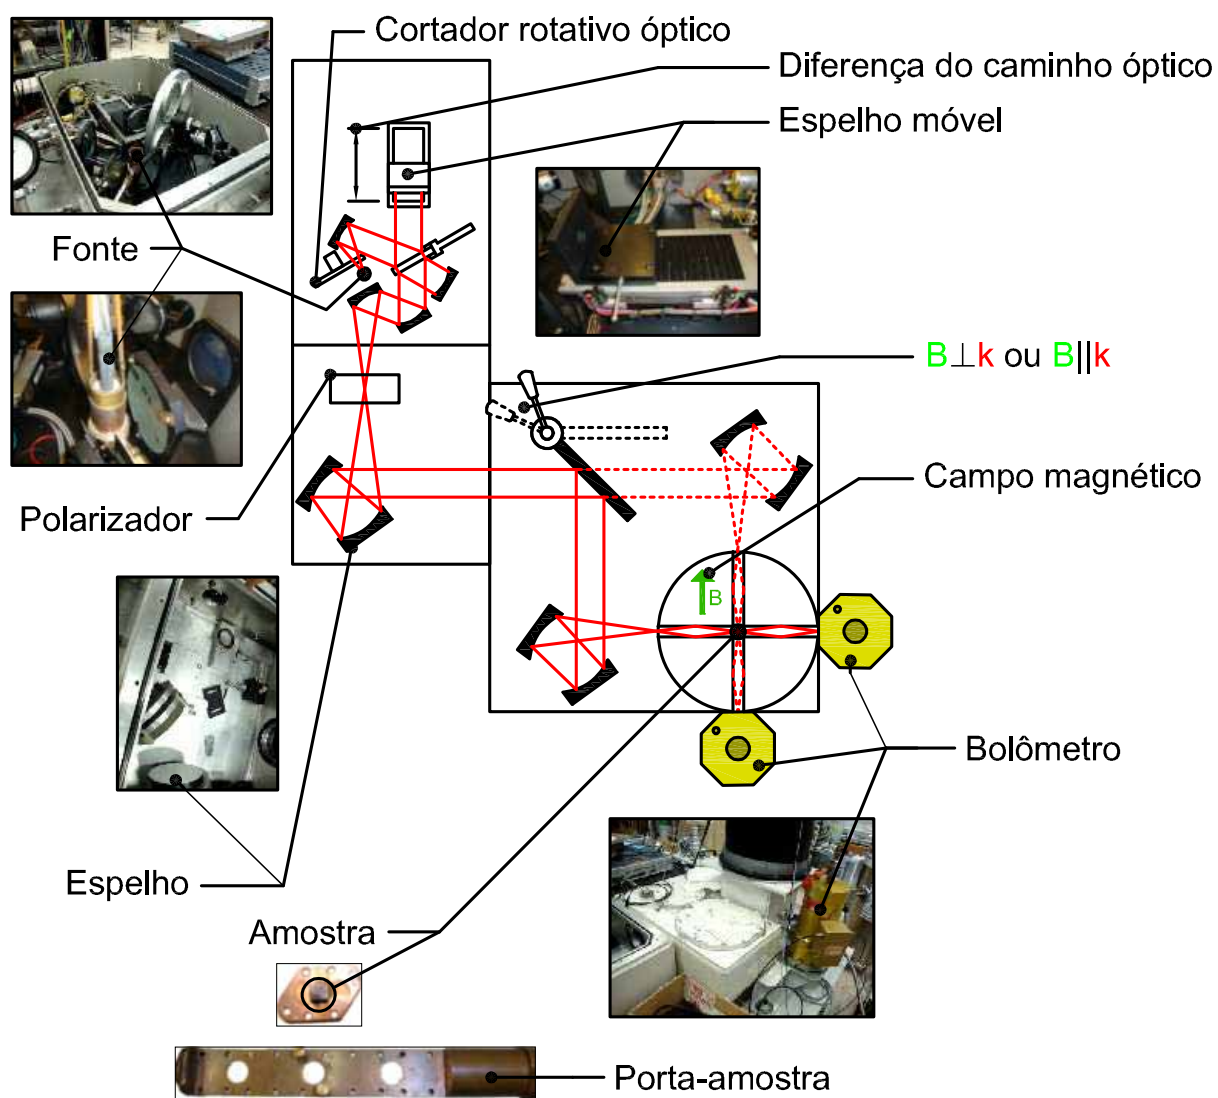 Cortador rotativo óptico
Diferença do caminho óptico
Espelho móvel
Fonte
B⊥k ou B||k
Campo magnético
Polarizador
B
Bolômetro
Espelho
Amostra
Porta-amostra